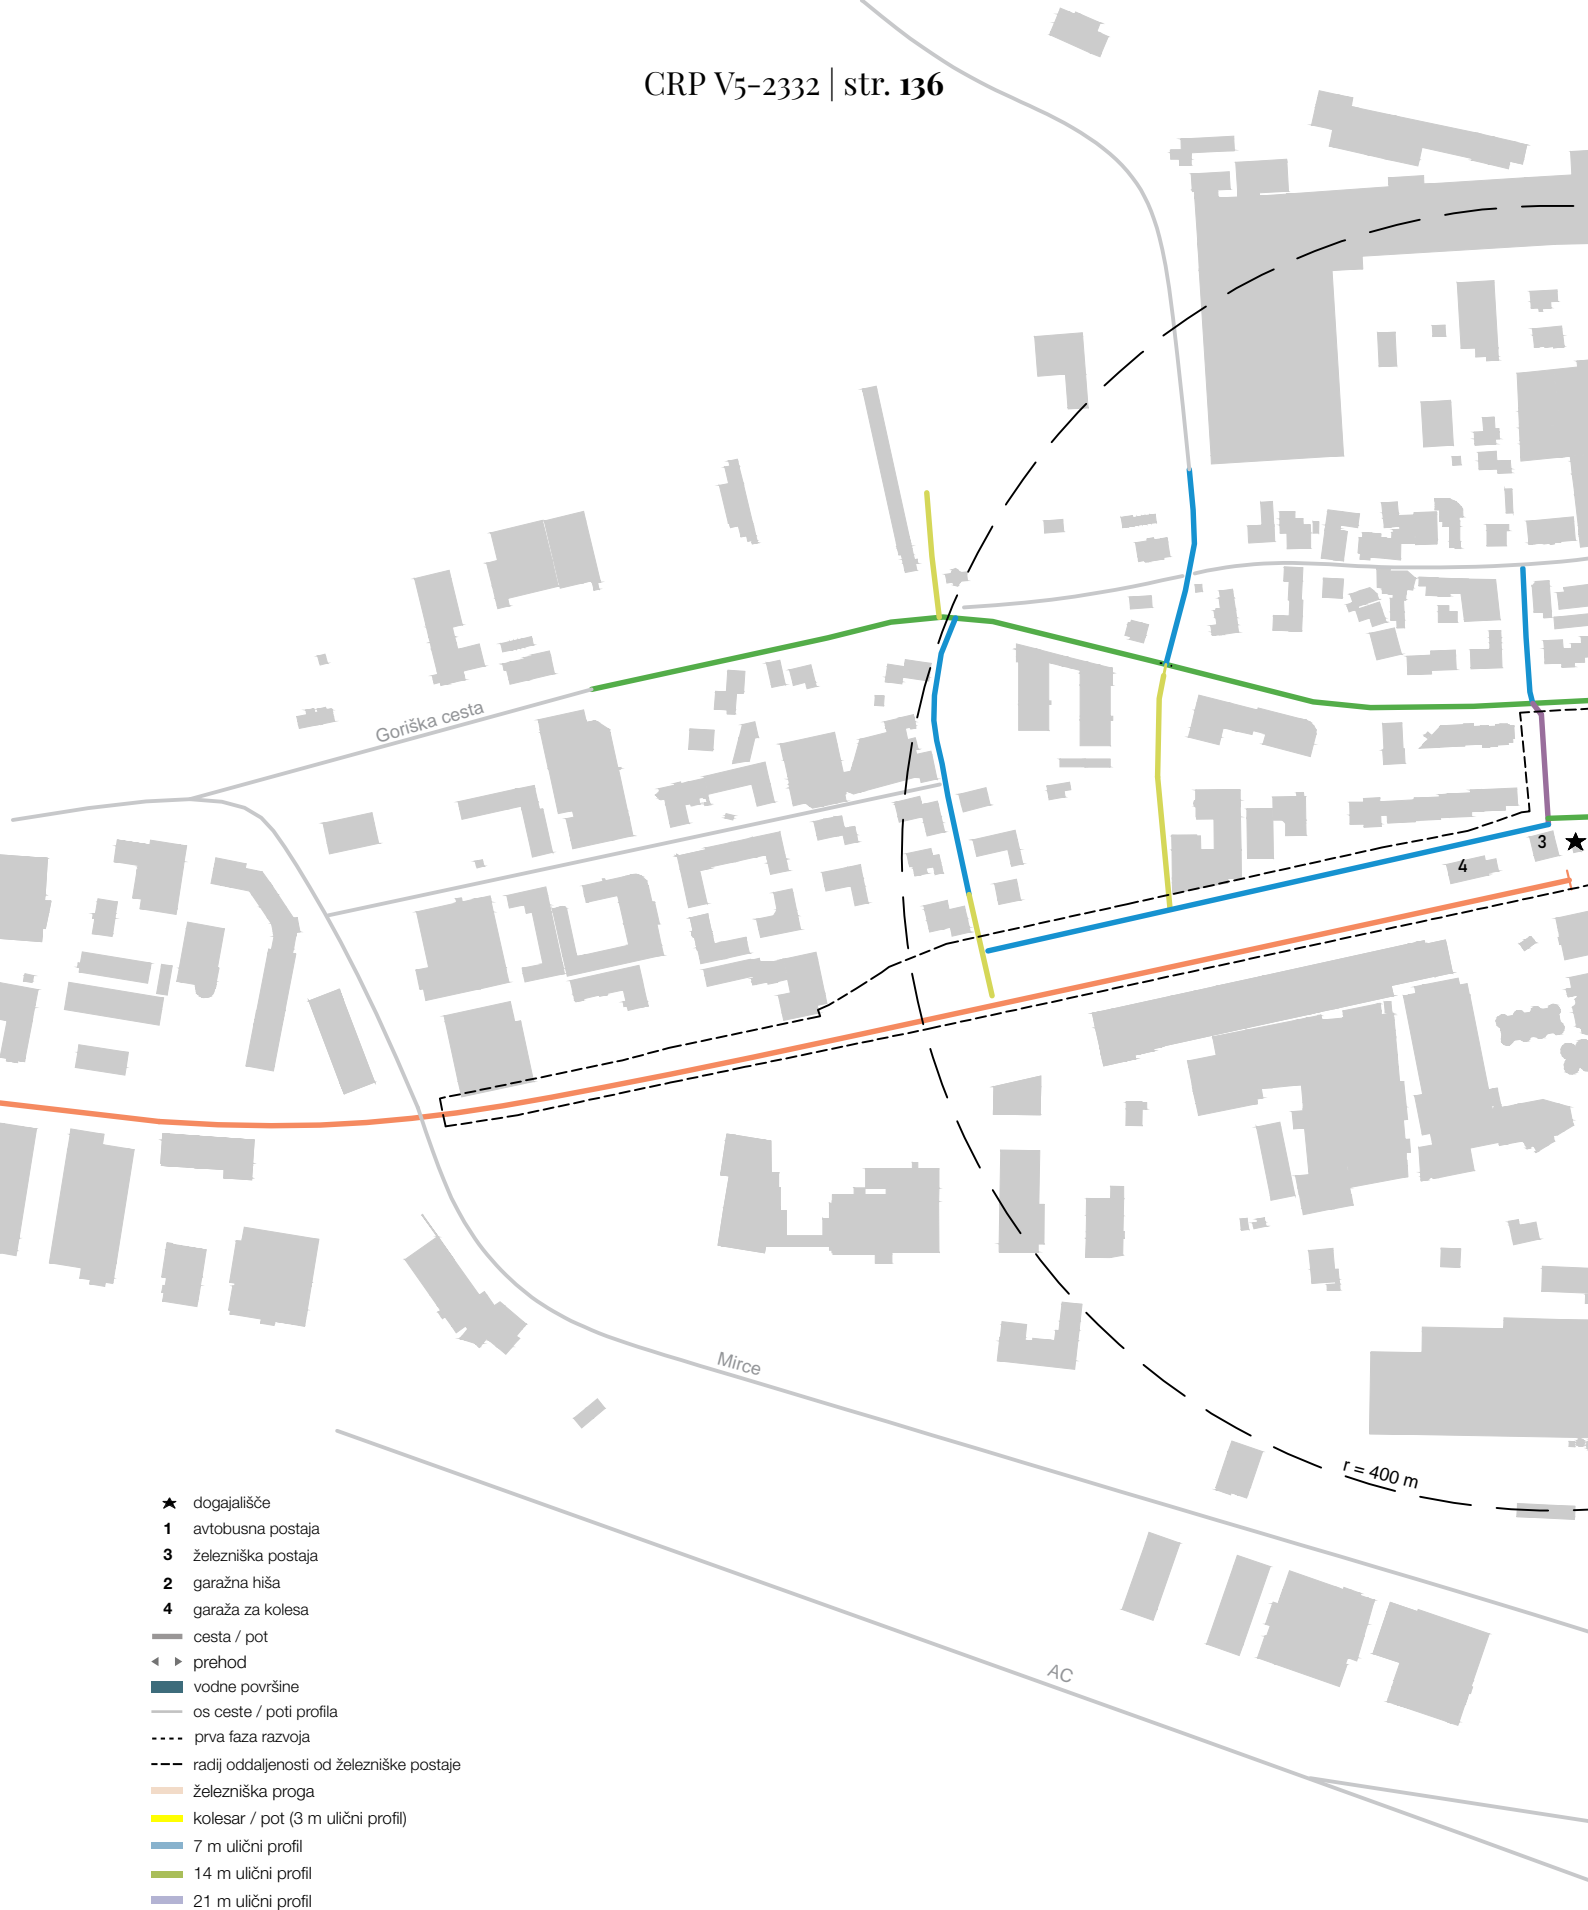 CRP V5-2332 | str. 136
Goriška cesta
3
4
Mirce
r = 400 m
AC
dogajališče
1 avtobusna postaja
3 železniška postaja
2 garažna hiša
4 garaža za kolesa
cesta / pot
prehod
vodne površine
os ceste / poti profila
prva faza razvoja
radij oddaljenosti od železniške postaje
železniška proga
kolesar / pot (3 m ulični profil)
7 m ulični profil
14 m ulični profil
21 m ulični profil